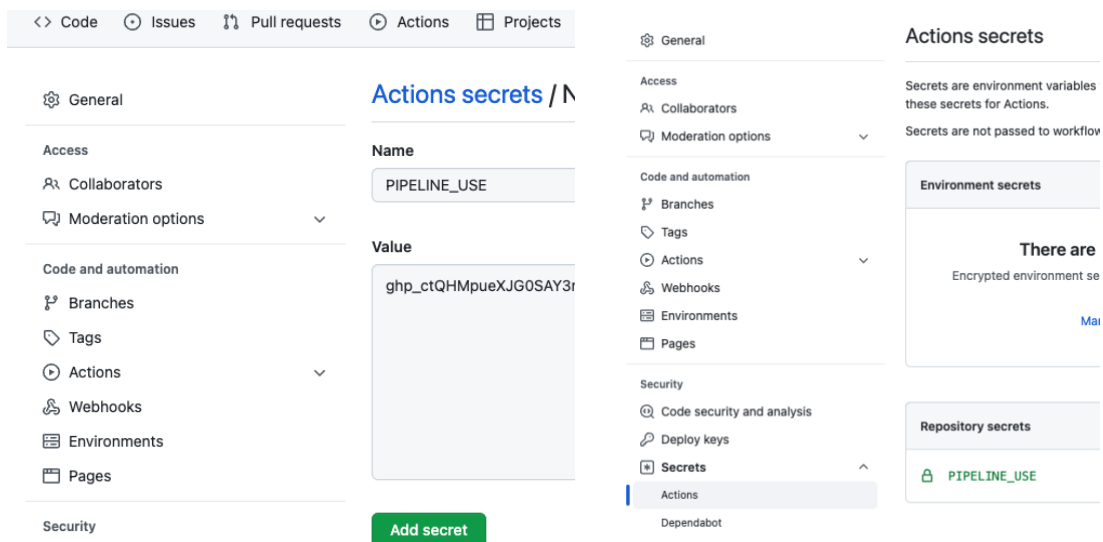 Code Issues Pull requests Actions Projects
General
Access
Collaborators
Moderation options
Code and automation
Branches
Tags
Actions
Webhooks
Environments
Pages
Security
Actions secrets /
Name
PIPELINE_USE
Value
ghp_ctQHMpueXJG0SAY3
Add secret
General
Access
Collaborators
Moderation options
Code and automation
Branches
Tags
Actions
Webhooks
Environments
Pages
Security
Code security and analysis
Deploy keys
Secrets
Actions
Dependabot
Actions secrets
Secrets are environment variables
these secrets for Actions.
Secrets are not passed to workflow
Environment secrets
There are
Encrypted environment se
Mar
Repository secrets
PIPELINE_USE